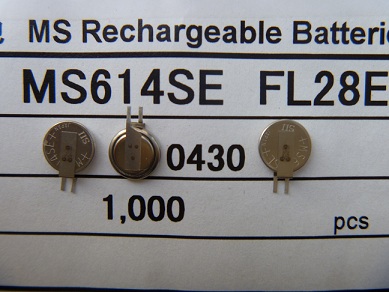 MS Rechargeable Batterie
MS614SE FL28E
0430
1,000 pcs